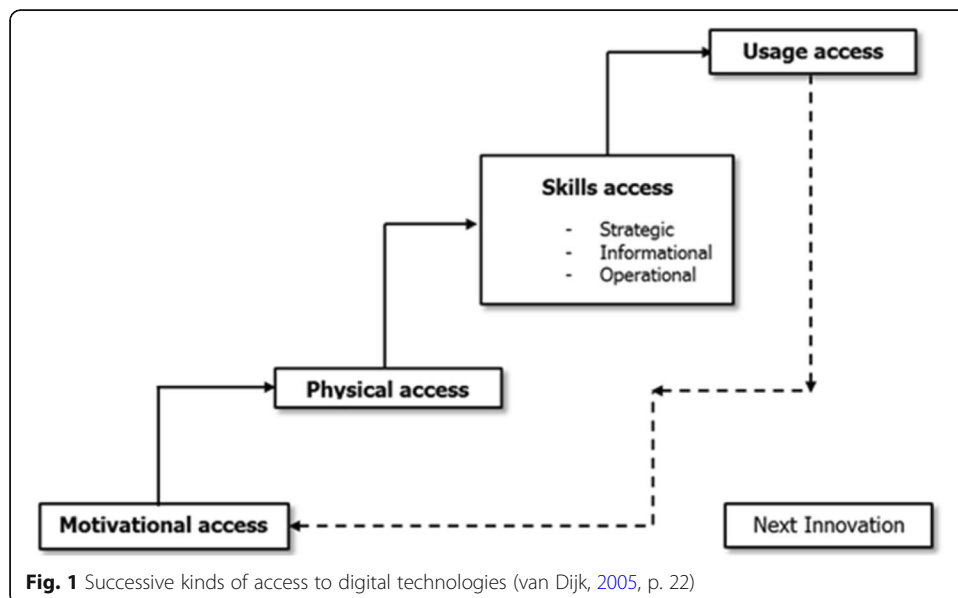 Usage access
Skills access
- Strategic
- Informational
- Operational
Physical access
Motivational access
Next Innovation
Fig. 1 Successive kinds of access to digital technologies (van Dijk, 2005, p. 22)